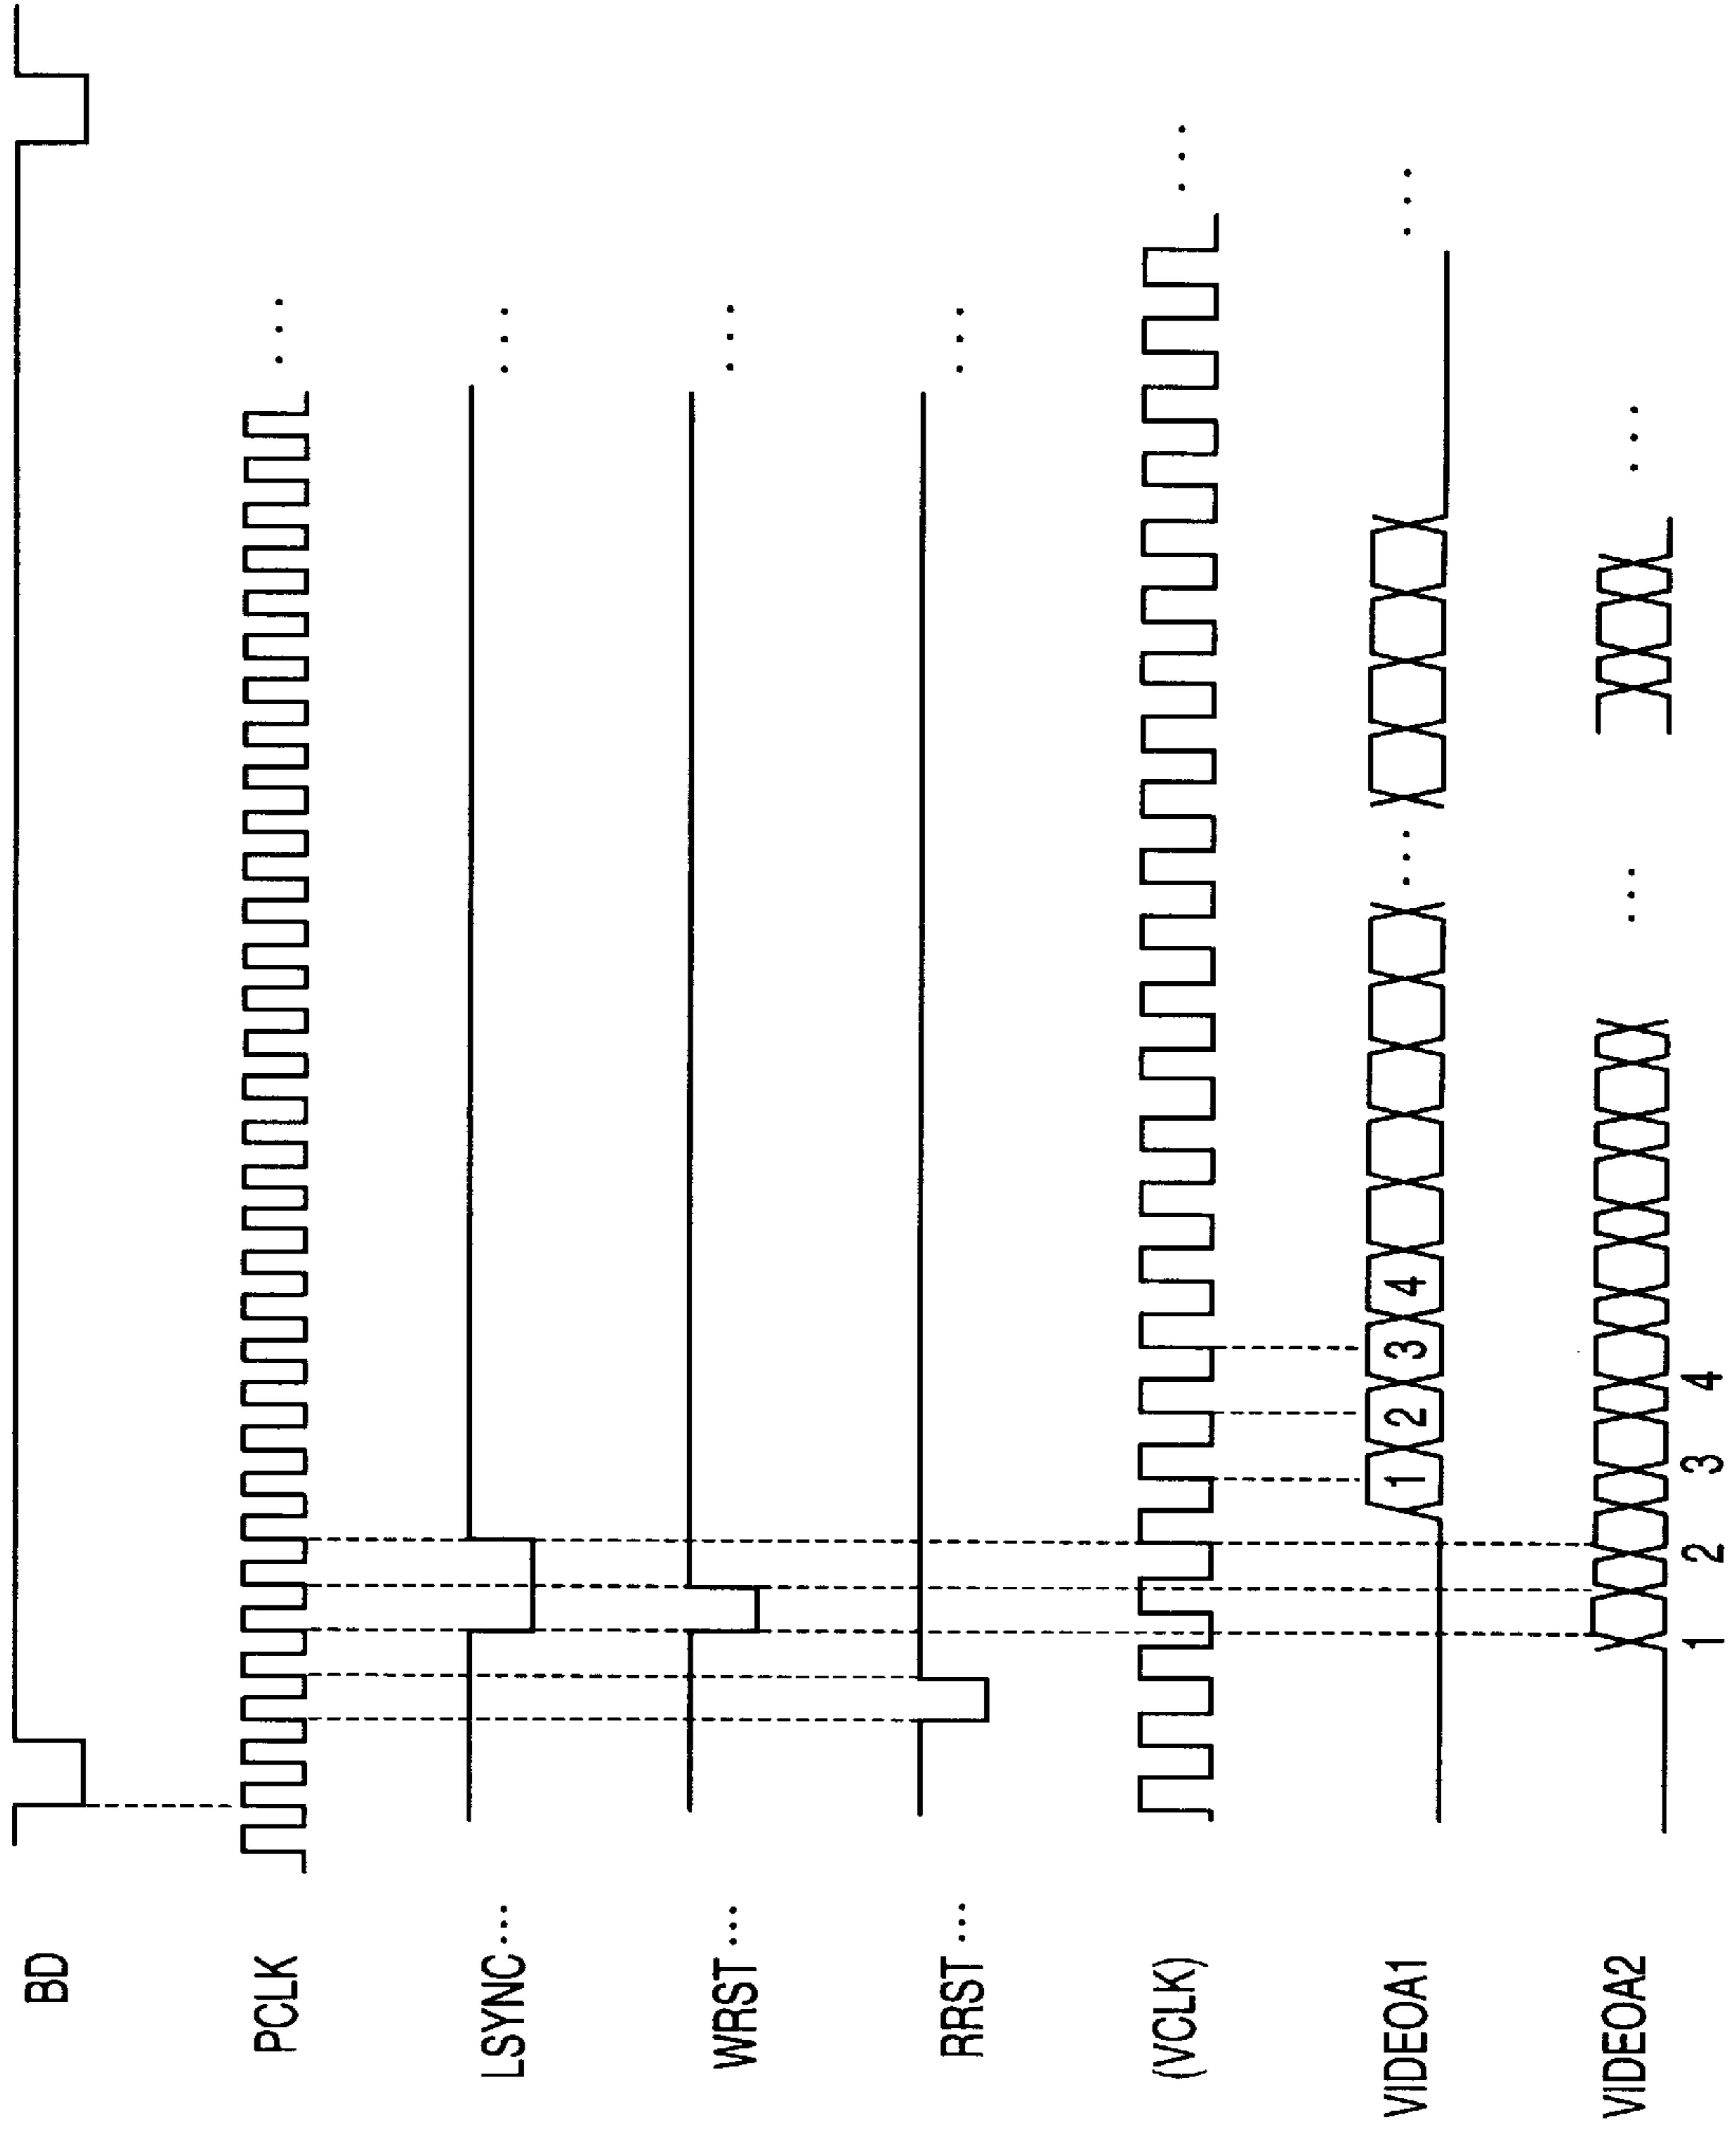 BD
PCLK
LSYNC...
WRST...
RRST...
(VCLK)
VIDEOA1
1 2 3 4
VIDEOA2
1 2 3 4